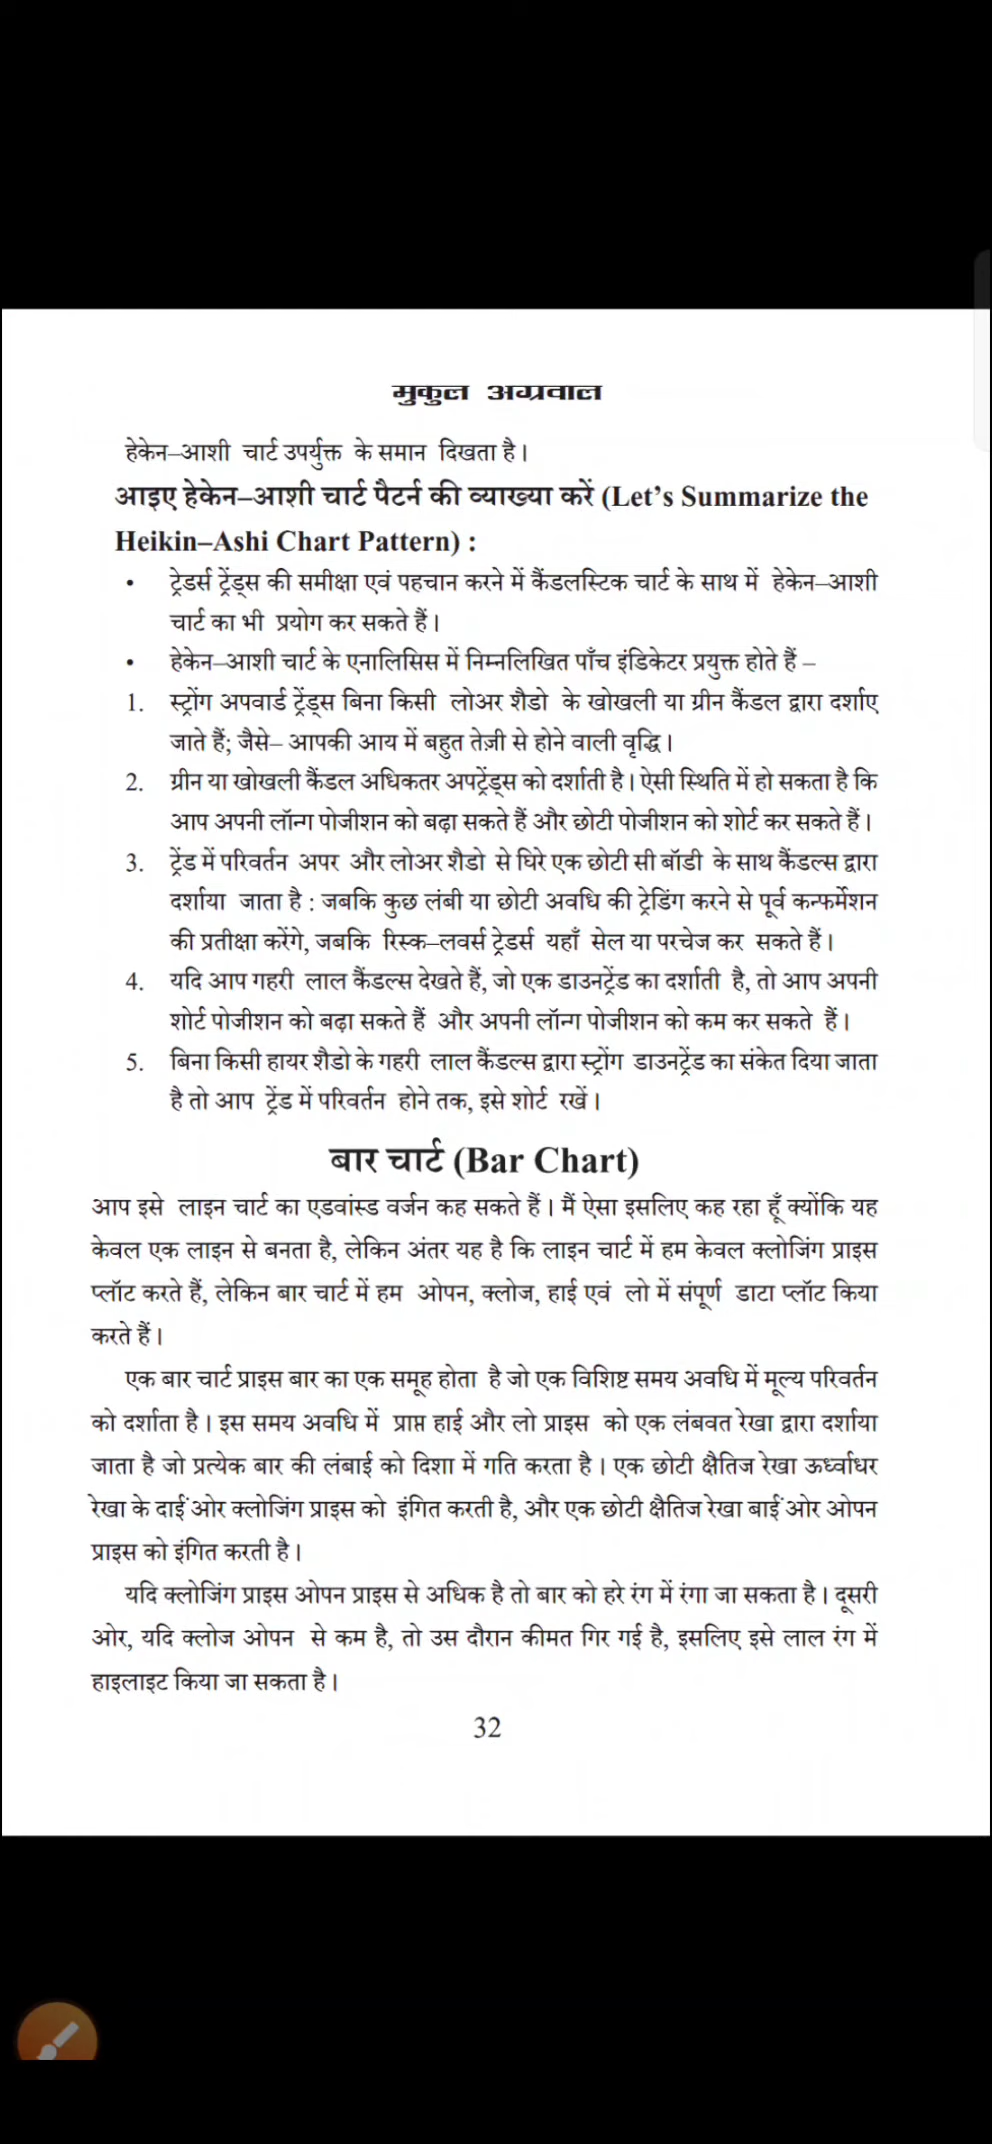 मुकुल अग्रवाल
हेकेन–आशी चार्ट उपर्युक्त के समान दिखता है।
आइए हेकेन–आशी चार्ट पैटर्न की व्याख्या करें (Let's Summarize the
Heikin–Ashi Chart Pattern) :
• ट्रेडर्स ट्रेंड्स की समीक्षा एवं पहचान करने में कैंडलस्टिक चार्ट के साथ में हेकेन–आशी
चार्ट का भी प्रयोग कर सकते हैं।
• हेकेन–आशी चार्ट के एनालिसिस में निम्नलिखित पाँच इंडिकेटर प्रयुक्त होते हैं –
1. स्ट्रोंग अपवार्ड ट्रेंड्स बिना किसी लोअर शैडो के खोखली या ग्रीन कैंडल द्वारा दर्शाए
जाते हैं; जैसे– आपकी आय में बहुत तेज़ी से होने वाली वृद्धि।
2. ग्रीन या खोखली कैंडल अधिकतर अपट्रेंड्स को दर्शाती है। ऐसी स्थिति में हो सकता है कि
आप अपनी लॉन्ग पोजीशन को बढ़ा सकते हैं और छोटी पोजीशन को शोर्ट कर सकते हैं।
3. ट्रेंड में परिवर्तन अपर और लोअर शैडो से घिरे एक छोटी सी बॉडी के साथ कैंडल्स द्वारा
दर्शाया जाता है : जबकि कुछ लंबी या छोटी अवधि की ट्रेडिंग करने से पूर्व कन्फर्मेशन
की प्रतीक्षा करेंगे, जबकि रिस्क–लवर्स ट्रेडर्स यहाँ सेल या परचेज कर सकते हैं।
4. यदि आप गहरी लाल कैंडल्स देखते हैं, जो एक डाउनट्रेंड का दर्शाती है, तो आप अपनी
शोर्ट पोजीशन को बढ़ा सकते हैं और अपनी लॉन्ग पोजीशन को कम कर सकते हैं।
5. बिना किसी हायर शैडो के गहरी लाल कैंडल्स द्वारा स्ट्रोंग डाउनट्रेंड का संकेत दिया जाता
है तो आप ट्रेंड में परिवर्तन होने तक, इसे शोर्ट रखें।
बार चार्ट (Bar Chart)
आप इसे लाइन चार्ट का एडवांस्ड वर्जन कह सकते हैं। मैं ऐसा इसलिए कह रहा हूँ क्योंकि यह
केवल एक लाइन से बनता है, लेकिन अंतर यह है कि लाइन चार्ट में हम केवल क्लोजिंग प्राइस
प्लॉट करते हैं, लेकिन बार चार्ट में हम ओपन, क्लोज, हाई एवं लो में संपूर्ण डाटा प्लॉट किया
करते हैं।
एक बार चार्ट प्राइस बार का एक समूह होता है जो एक विशिष्ट समय अवधि में मूल्य परिवर्तन
को दर्शाता है। इस समय अवधि में प्राप्त हाई और लो प्राइस को एक लंबवत रेखा द्वारा दर्शाया
जाता है जो प्रत्येक बार की लंबाई को दिशा में गति करता है। एक छोटी क्षैतिज रेखा ऊर्ध्वाधर
रेखा के दाईं ओर क्लोजिंग प्राइस को इंगित करती है, और एक छोटी क्षैतिज रेखा बाईं ओर ओपन
प्राइस को इंगित करती है।
यदि क्लोजिंग प्राइस ओपन प्राइस से अधिक है तो बार को हरे रंग में रंगा जा सकता है। दूसरी
ओर, यदि क्लोज ओपन से कम है, तो उस दौरान कीमत गिर गई है, इसलिए इसे लाल रंग में
हाइलाइट किया जा सकता है।
32